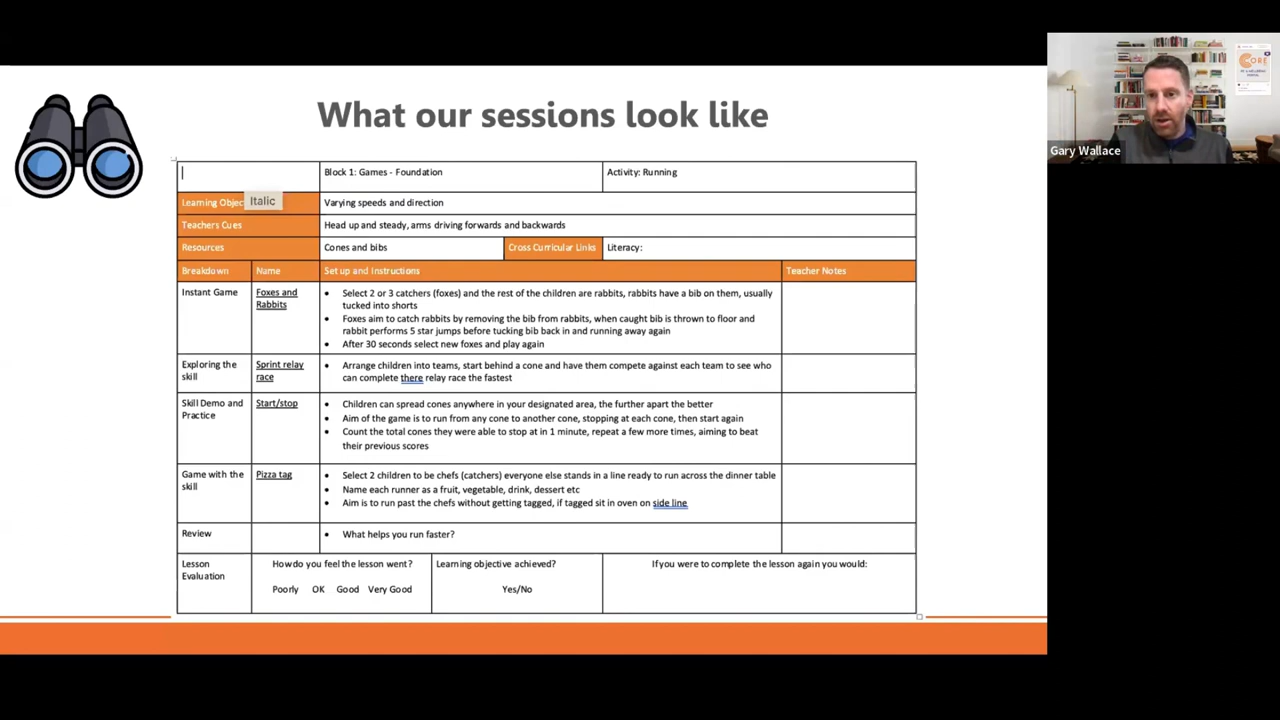 What our sessions look like
Gary Wallace
Block 1: Games - Foundation
Activity: Running
Learning Objec
Italic
Varying speeds and direction
Teachers Cues
Head up and steady, arms driving forwards and backwards
Resources
Cones and bibs
Cross Curricular Links
Literacy:
Breakdown
Name
Set up and Instructions
Teacher Notes
Instant Game
Foxes and
Rabbits
• Select 2 or 3 catchers (foxes) and the rest of the children are rabbits, rabbits have a bib on them, usually
tucked into shorts
• Foxes aim to catch rabbits by removing the bib from rabbits, when caught bib is thrown to floor and
rabbit performs 5 star jumps before tucking bib back in and running away again
• After 30 seconds select new foxes and play again
Exploring the
skill
Sprint relay
race
• Arrange children into teams, start behind a cone and have them compete against each team to see who
can complete there relay race the fastest
Skill Demo and
Practice
Start/stop
• Children can spread cones anywhere in your designated area, the further apart the better
• Aim of the game is to run from any cone to another cone, stopping at each cone, then start again
• Count the total cones they were able to stop at in 1 minute, repeat a few more times, aiming to beat
their previous scores
Game with the
skill
Pizza tag
• Select 2 children to be chefs (catchers) everyone else stands in a line ready to run across the dinner table
• Name each runner as a fruit, vegetable, drink, dessert etc
• Aim is to run past the chefs without getting tagged, if tagged sit in oven on side line
Review
• What helps you run faster?
Lesson
Evaluation
How do you feel the lesson went?
Poorly OK Good Very Good
Learning objective achieved?
Yes/No
If you were to complete the lesson again you would: